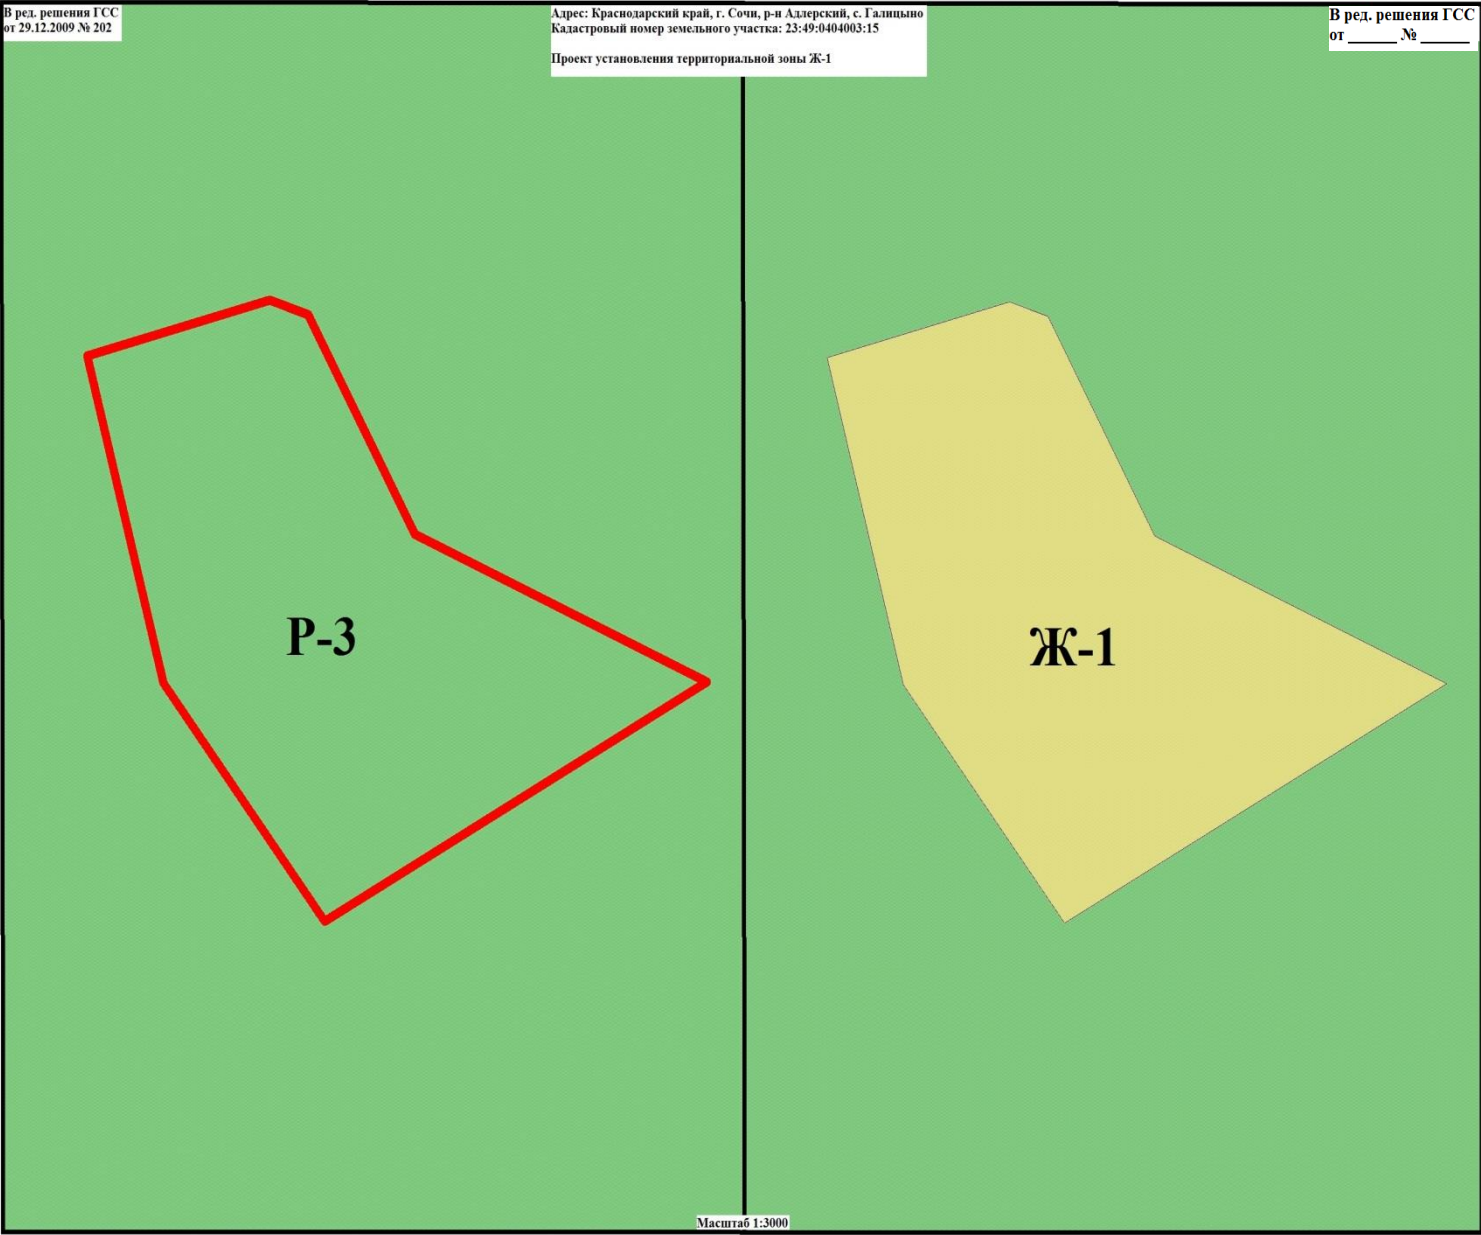 В ред. решения ГСС
от 29.12.2009 № 202
Адрес: Краснодарский край, г. Сочи, р-н Адлерский, с. Галицыно
Кадастровый номер земельного участка: 23:49:0404003:15
Проект установления территориальной зоны Ж-1
В ред. решения ГСС
от ______ № ______
Р-3
Ж-1
Масштаб 1:3000